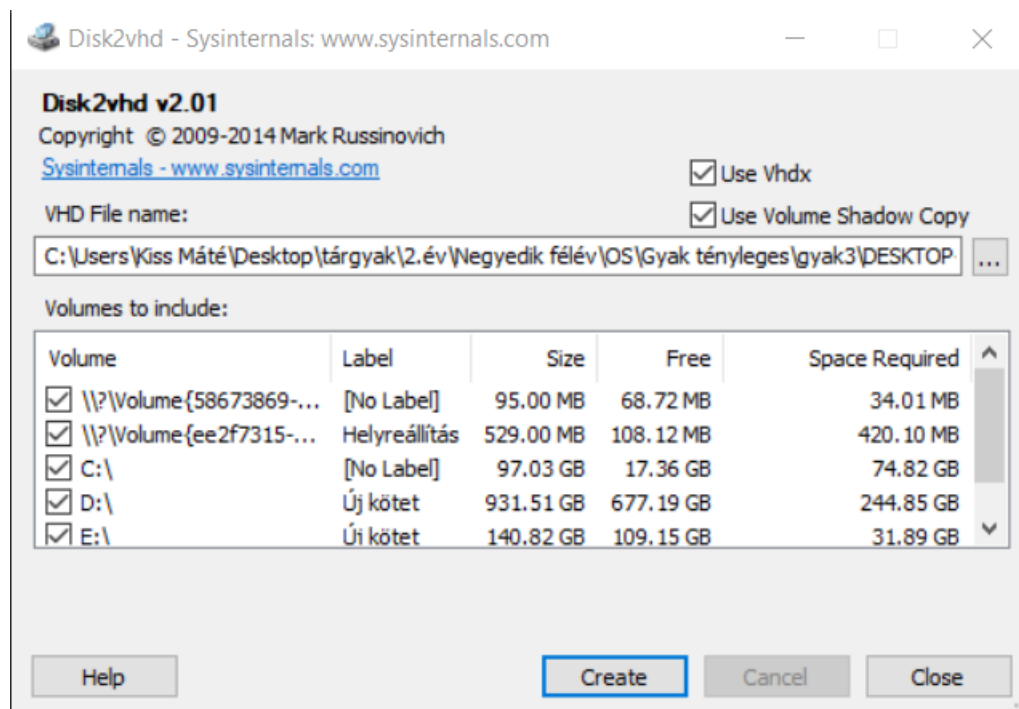 Disk2vhd - Sysinternals: www.sysinternals.com
Disk2vhd v2.01
Copyright © 2009-2014 Mark Russinovich
Sysinternals - www.sysinternals.com
Use Vhdx
VHD File name:
Use Volume Shadow Copy
C:\Users\Kiss Máté\Desktop\tárgyak\2.év\Negyedik félév\OS\Gyak tényleges\gyak3\DESKTOP- ...
Volumes to include:
Volume Label Size Free Space Required
\\?\Volume{58673869-... [No Label] 95.00 MB 68.72 MB 34.01 MB
\\?\Volume{ee2f7315-... Helyreállítás 529.00 MB 108.12 MB 420.10 MB
C:\ [No Label] 97.03 GB 17.36 GB 74.82 GB
D:\ Új kötet 931.51 GB 677.19 GB 244.85 GB
E:\ Új kötet 140.82 GB 109.15 GB 31.89 GB
Help Create Cancel Close